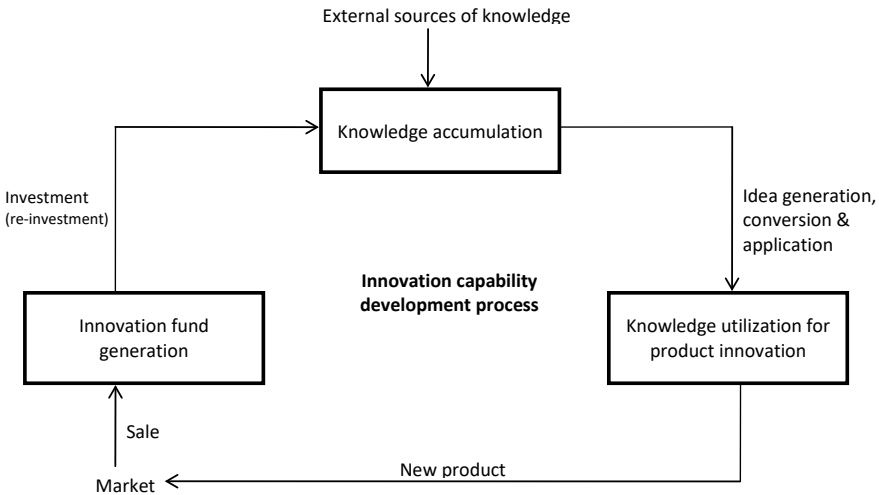 External sources of knowledge
Knowledge accumulation
Investment
(re-investment)
Idea generation,
conversion &
application
Innovation capability
development process
Innovation fund
generation
Knowledge utilization for
product innovation
Sale
New product
Market